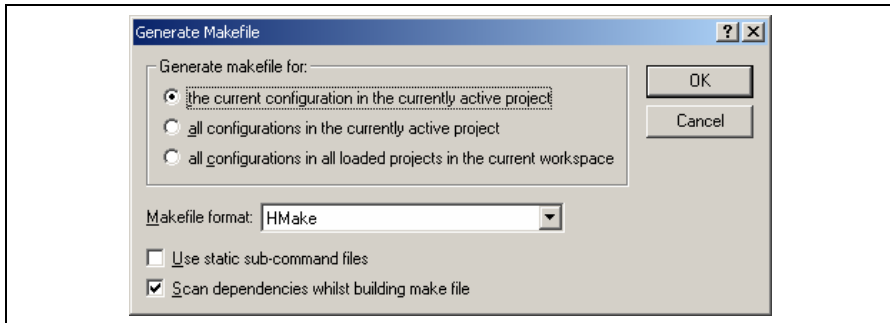 Generate Makefile
Generate makefile for:
the current configuration in the currently active project
all configurations in the currently active project
all configurations in all loaded projects in the current workspace
OK
Cancel
Makefile format: HMake
Use static sub-command files
Scan dependencies whilst building make file